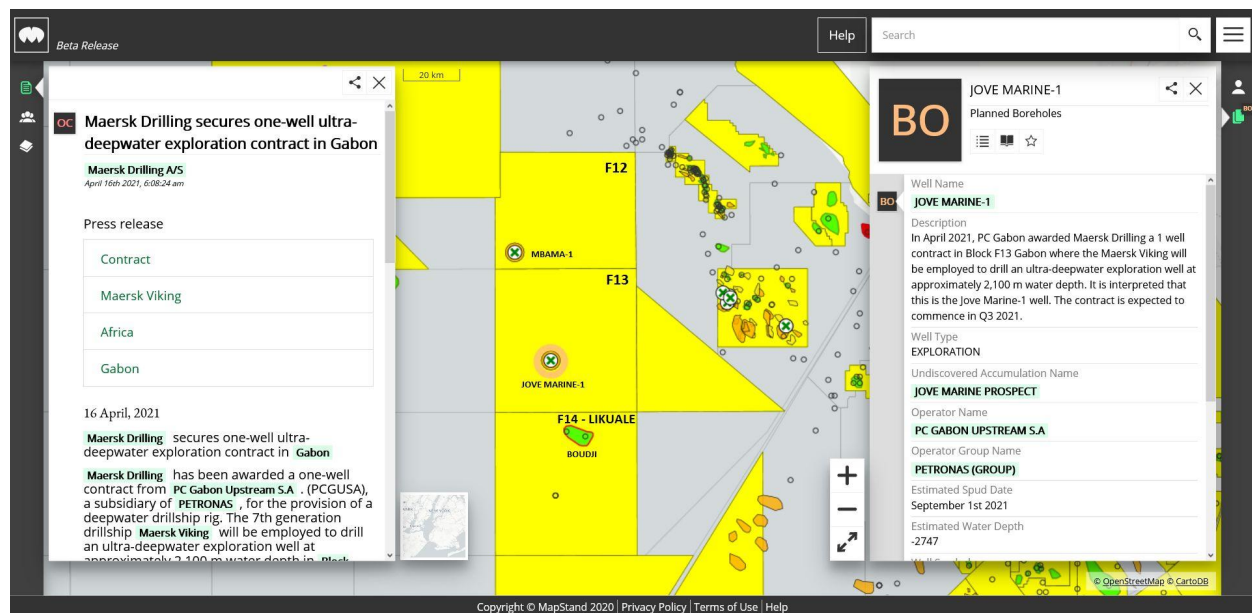 Beta Release
Help
Search
20 km
OC
Maersk Drilling secures one-well ultra-
deepwater exploration contract in Gabon
Maersk Drilling A/S
April 16th 2021, 6:08:24 am
Press release
Contract
Maersk Viking
Africa
Gabon
16 April, 2021
Maersk Drilling secures one-well ultra-
deepwater exploration contract in Gabon
Maersk Drilling has been awarded a one-well
contract from PC Gabon Upstream S.A . (PCGUSA),
a subsidiary of PETRONAS , for the provision of a
deepwater drillship rig. The 7th generation
drillship Maersk Viking will be employed to drill
an ultra-deepwater exploration well at
approximately 2,100 m water depth in Block
F12
MBAMA-1
F13
JOVE MARINE-1
F14 - LIKUALE
BOUDJI
BO
JOVE MARINE-1
Planned Boreholes
BO
BO
Well Name
JOVE MARINE-1
Description
In April 2021, PC Gabon awarded Maersk Drilling a 1 well
contract in Block F13 Gabon where the Maersk Viking will
be employed to drill an ultra-deepwater exploration well at
approximately 2,100 m water depth. It is interpreted that
this is the Jove Marine-1 well. The contract is expected to
commence in Q3 2021.
Well Type
EXPLORATION
Undiscovered Accumulation Name
JOVE MARINE PROSPECT
Operator Name
PC GABON UPSTREAM S.A
Operator Group Name
PETRONAS (GROUP)
Estimated Spud Date
September 1st 2021
Estimated Water Depth
-2747
© OpenStreetMap © CartoDB
Copyright © MapStand 2020 | Privacy Policy | Terms of Use | Help